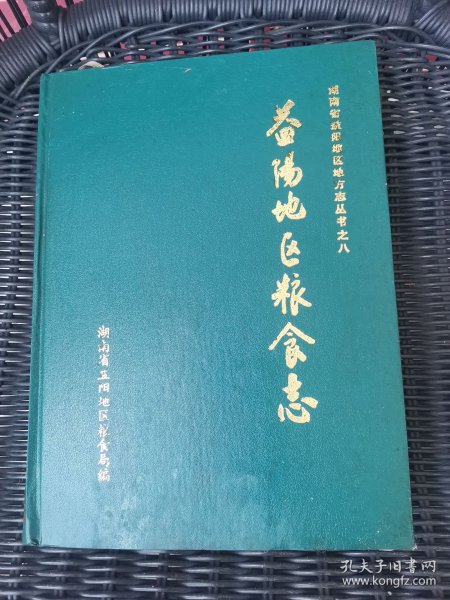 湖南省益阳地区地方志丛书之八
益陽地区粮食志
湖南省益阳地区粮食局编
孔夫子旧书网
www.kongfz.com